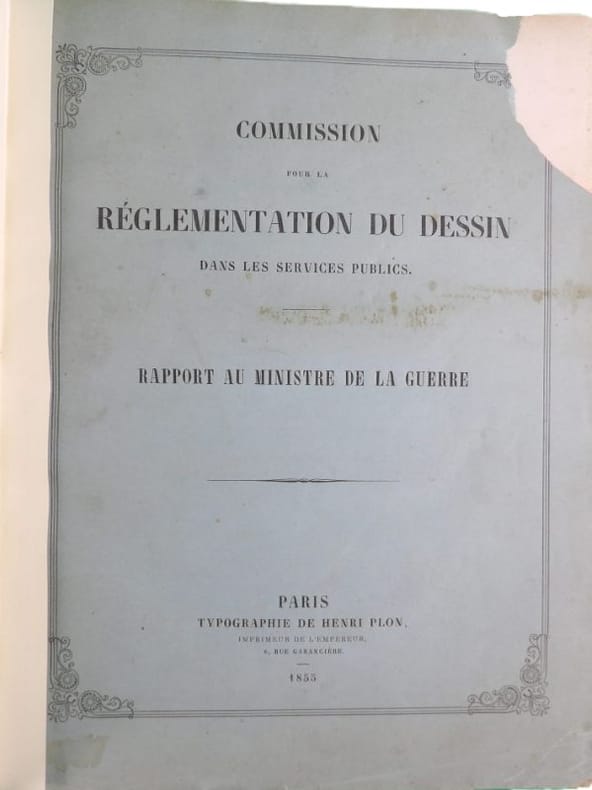 COMMISSION
POUR LA
RÉGLEMENTATION DU DESSIN
DANS LES SERVICES PUBLICS.
RAPPORT AU MINISTRE DE LA GUERRE
PARIS
TYPOGRAPHIE DE HENRI PLON,
IMPRIMEUR DE L'EMPEREUR,
8, RUE GARANCIÈRE.
1855